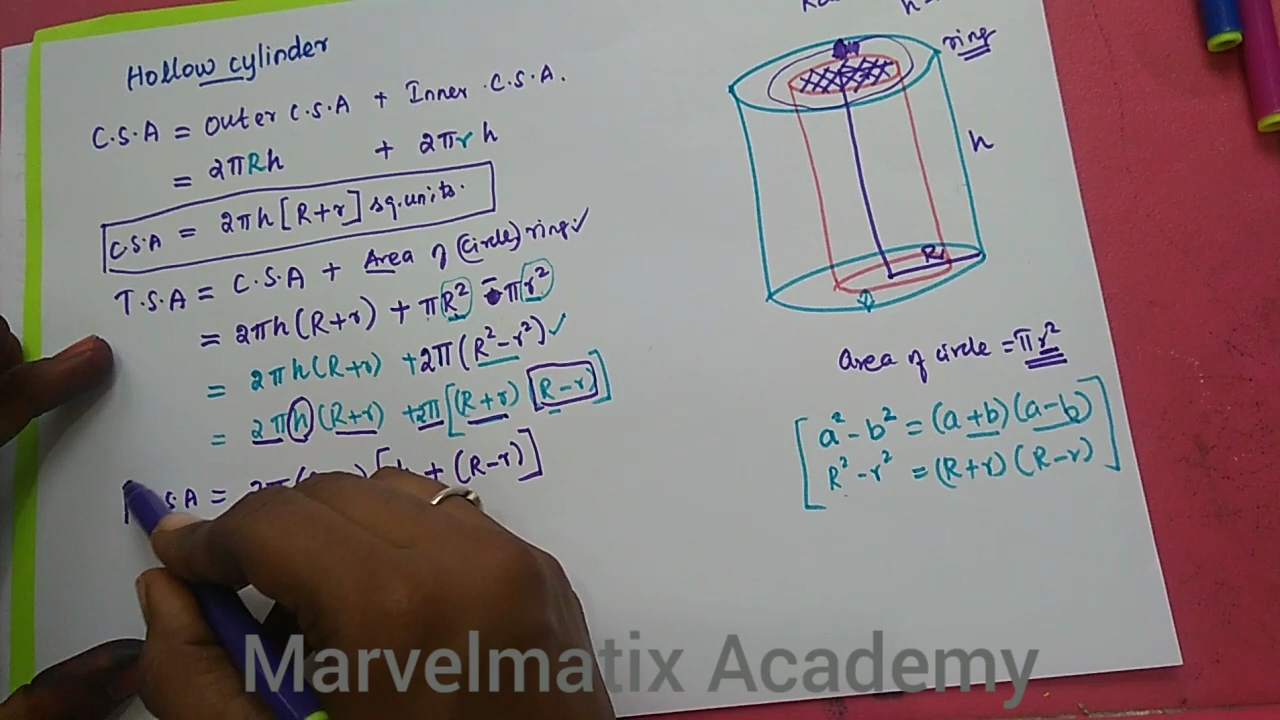 Hollow cylinder
C.S.A = Outer C.S.A + Inner C.S.A.
= 2πRh + 2πrh
C.S.A = 2πh[R+r] sq.units.
T.S.A = C.S.A + Area of (circle) ring ✓
= 2πh(R+r) + πR² - πr²
= 2πh(R+r) + 2π(R²-r²) ✓
= 2πh(R+r) + 2π[(R+r)(R-r)]
S.A = + (R-r)]
ring
h
R
Area of circle = πr²
[a²-b² = (a+b)(a-b)
R²-r² = (R+r)(R-r)]
Marvelmatix Academy